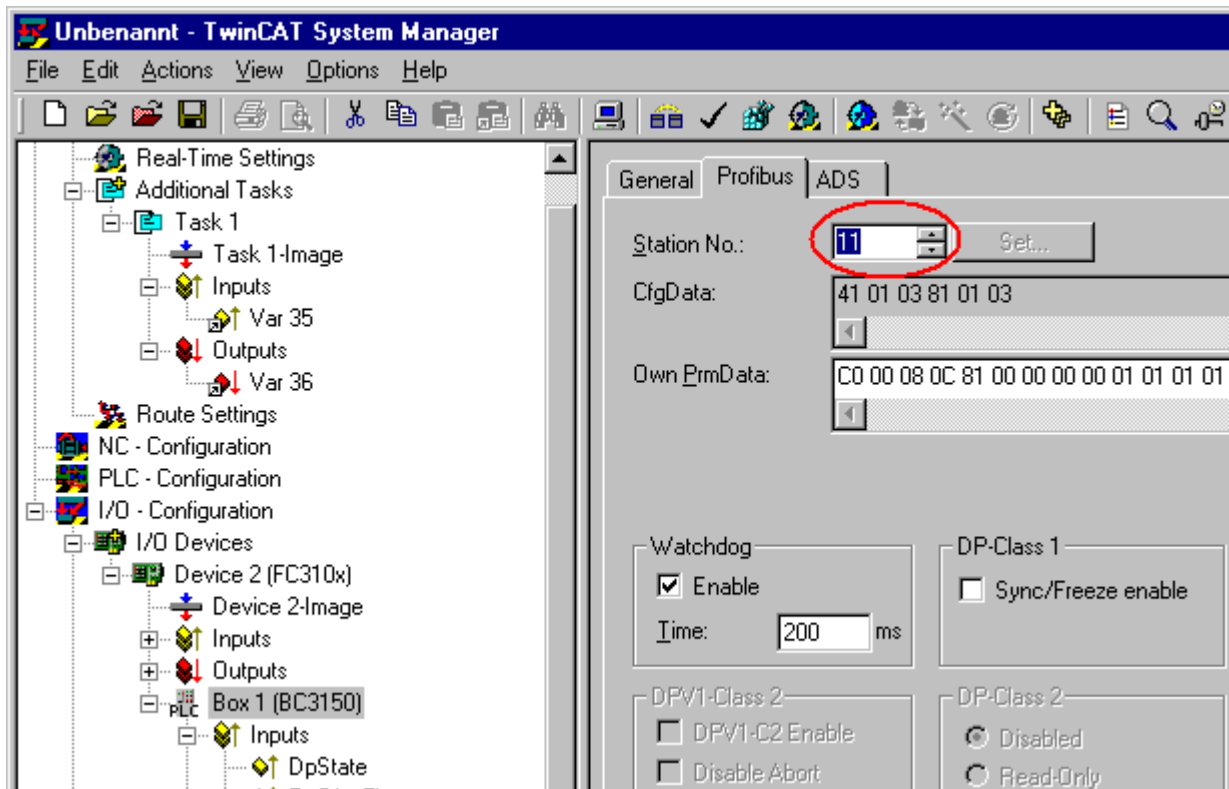 Unbenannt - TwinCAT System Manager
File Edit Actions View Options Help
Real-Time Settings
Additional Tasks
Task 1
Task 1-Image
Inputs
Var 35
Outputs
Var 36
Route Settings
NC - Configuration
PLC - Configuration
I/O - Configuration
I/O Devices
Device 2 (FC310x)
Device 2-Image
Inputs
Outputs
PLC Box 1 (BC3150)
Inputs
DpState
General Profibus ADS
Station No.: 11 Set...
CfgData: 41 01 03 81 01 03
Own PrmData: C0 00 08 0C 81 00 00 00 00 01 01 01 01
Watchdog
Enable
Time: 200 ms
DP-Class 1
Sync/Freeze enable
DPV1-Class 2
DPV1-C2 Enable
Disable Abort
DP-Class 2
Disabled
Read-Only